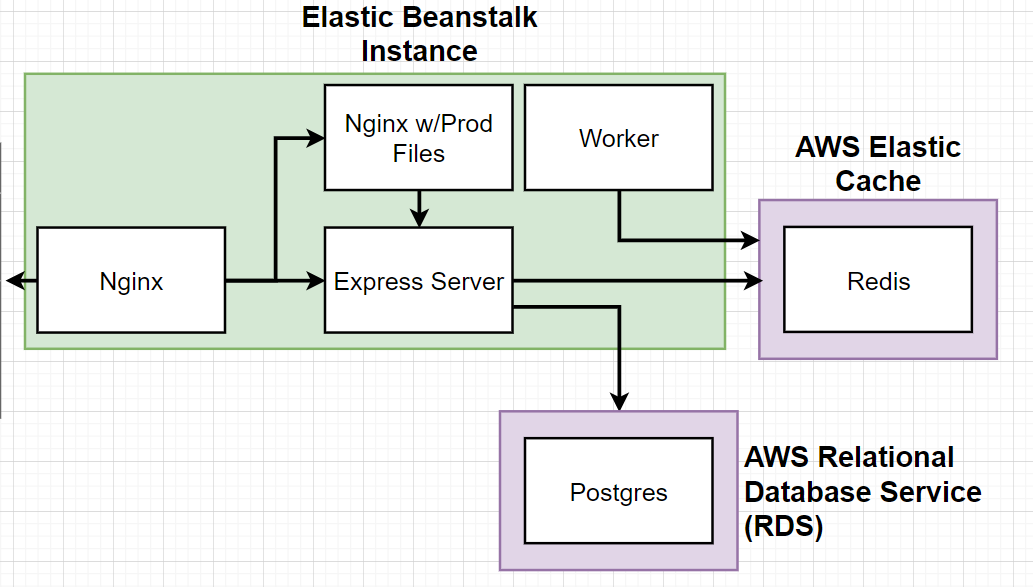 Elastic Beanstalk
Instance
Nginx w/Prod
Files
Worker
AWS Elastic
Cache
Nginx
Express Server
Redis
Postgres
AWS Relational
Database Service
(RDS)